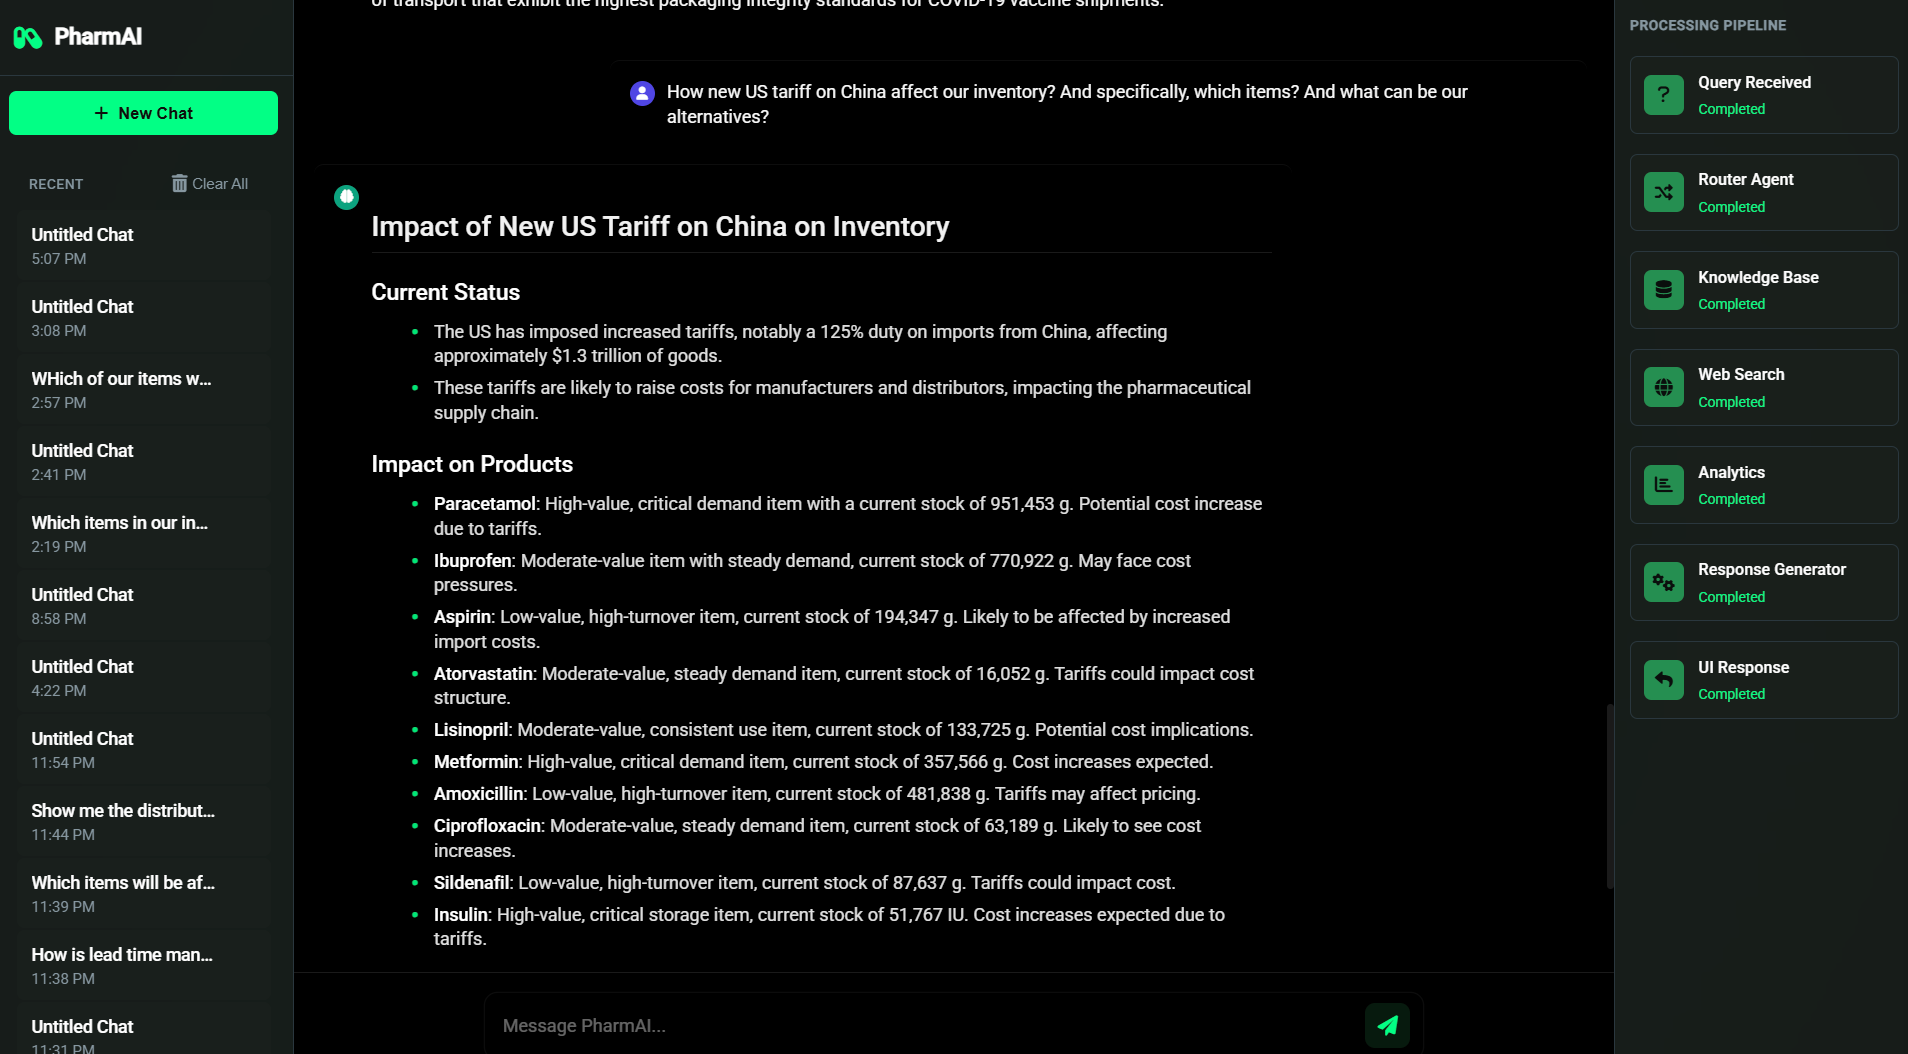 PharmAI
+ New Chat
RECENT
Clear All
Untitled Chat
5:07 PM
Untitled Chat
3:08 PM
WHich of our items w...
2:57 PM
Untitled Chat
2:41 PM
Which items in our in...
2:19 PM
Untitled Chat
8:58 PM
Untitled Chat
4:22 PM
Untitled Chat
11:54 PM
Show me the distribut...
11:44 PM
Which items will be af...
11:39 PM
How is lead time man...
11:38 PM
Untitled Chat
11:31 PM
of transport that exhibit the highest packaging integrity standards for COVID-19 vaccine shipments.
How new US tariff on China affect our inventory? And specifically, which items? And what can be our
alternatives?
Impact of New US Tariff on China on Inventory
Current Status
• The US has imposed increased tariffs, notably a 125% duty on imports from China, affecting
approximately $1.3 trillion of goods.
• These tariffs are likely to raise costs for manufacturers and distributors, impacting the pharmaceutical
supply chain.
Impact on Products
• Paracetamol: High-value, critical demand item with a current stock of 951,453 g. Potential cost increase
due to tariffs.
• Ibuprofen: Moderate-value item with steady demand, current stock of 770,922 g. May face cost
pressures.
• Aspirin: Low-value, high-turnover item, current stock of 194,347 g. Likely to be affected by increased
import costs.
• Atorvastatin: Moderate-value, steady demand item, current stock of 16,052 g. Tariffs could impact cost
structure.
• Lisinopril: Moderate-value, consistent use item, current stock of 133,725 g. Potential cost implications.
• Metformin: High-value, critical demand item, current stock of 357,566 g. Cost increases expected.
• Amoxicillin: Low-value, high-turnover item, current stock of 481,838 g. Tariffs may affect pricing.
• Ciprofloxacin: Moderate-value, steady demand item, current stock of 63,189 g. Likely to see cost
increases.
• Sildenafil: Low-value, high-turnover item, current stock of 87,637 g. Tariffs could impact cost.
• Insulin: High-value, critical storage item, current stock of 51,767 IU. Cost increases expected due to
tariffs.
Message PharmAI...
PROCESSING PIPELINE
?
Query Received
Completed
Router Agent
Completed
Knowledge Base
Completed
Web Search
Completed
Analytics
Completed
Response Generator
Completed
UI Response
Completed